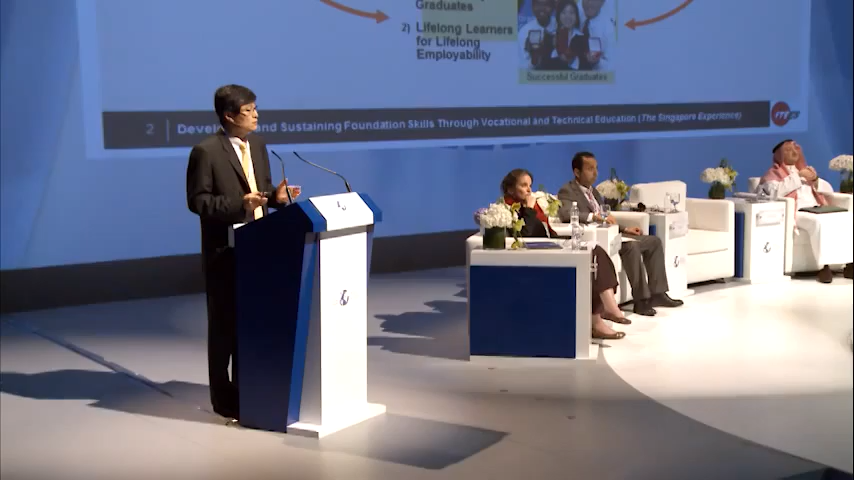 Graduates
2) Lifelong Learners
for Lifelong
Employability
Successful Graduates
2 and Sustaining Foundation Skills Through Vocational and Technical Education (The Singapore Experience)